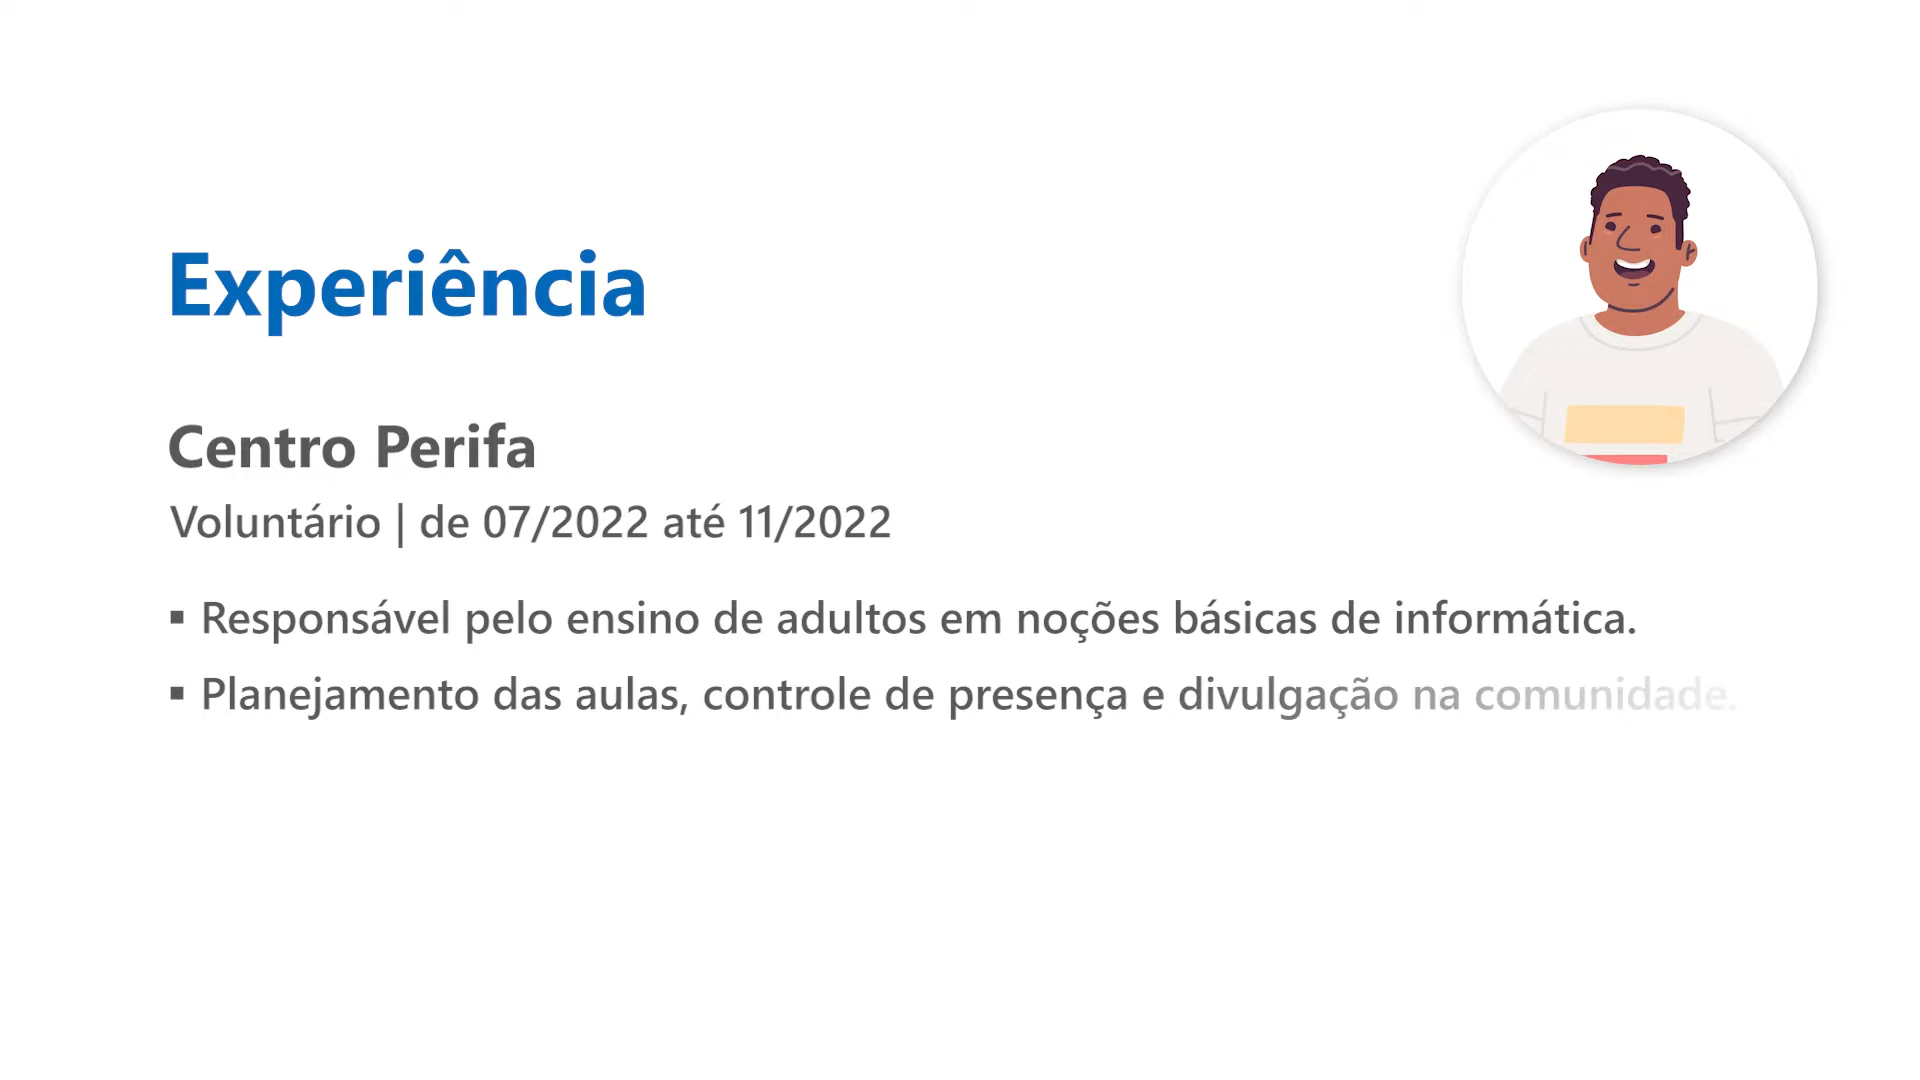 Experiência
Centro Perifa
Voluntário | de 07/2022 até 11/2022
▪ Responsável pelo ensino de adultos em noções básicas de informática.
▪ Planejamento das aulas, controle de presença e divulgação na comunidade.